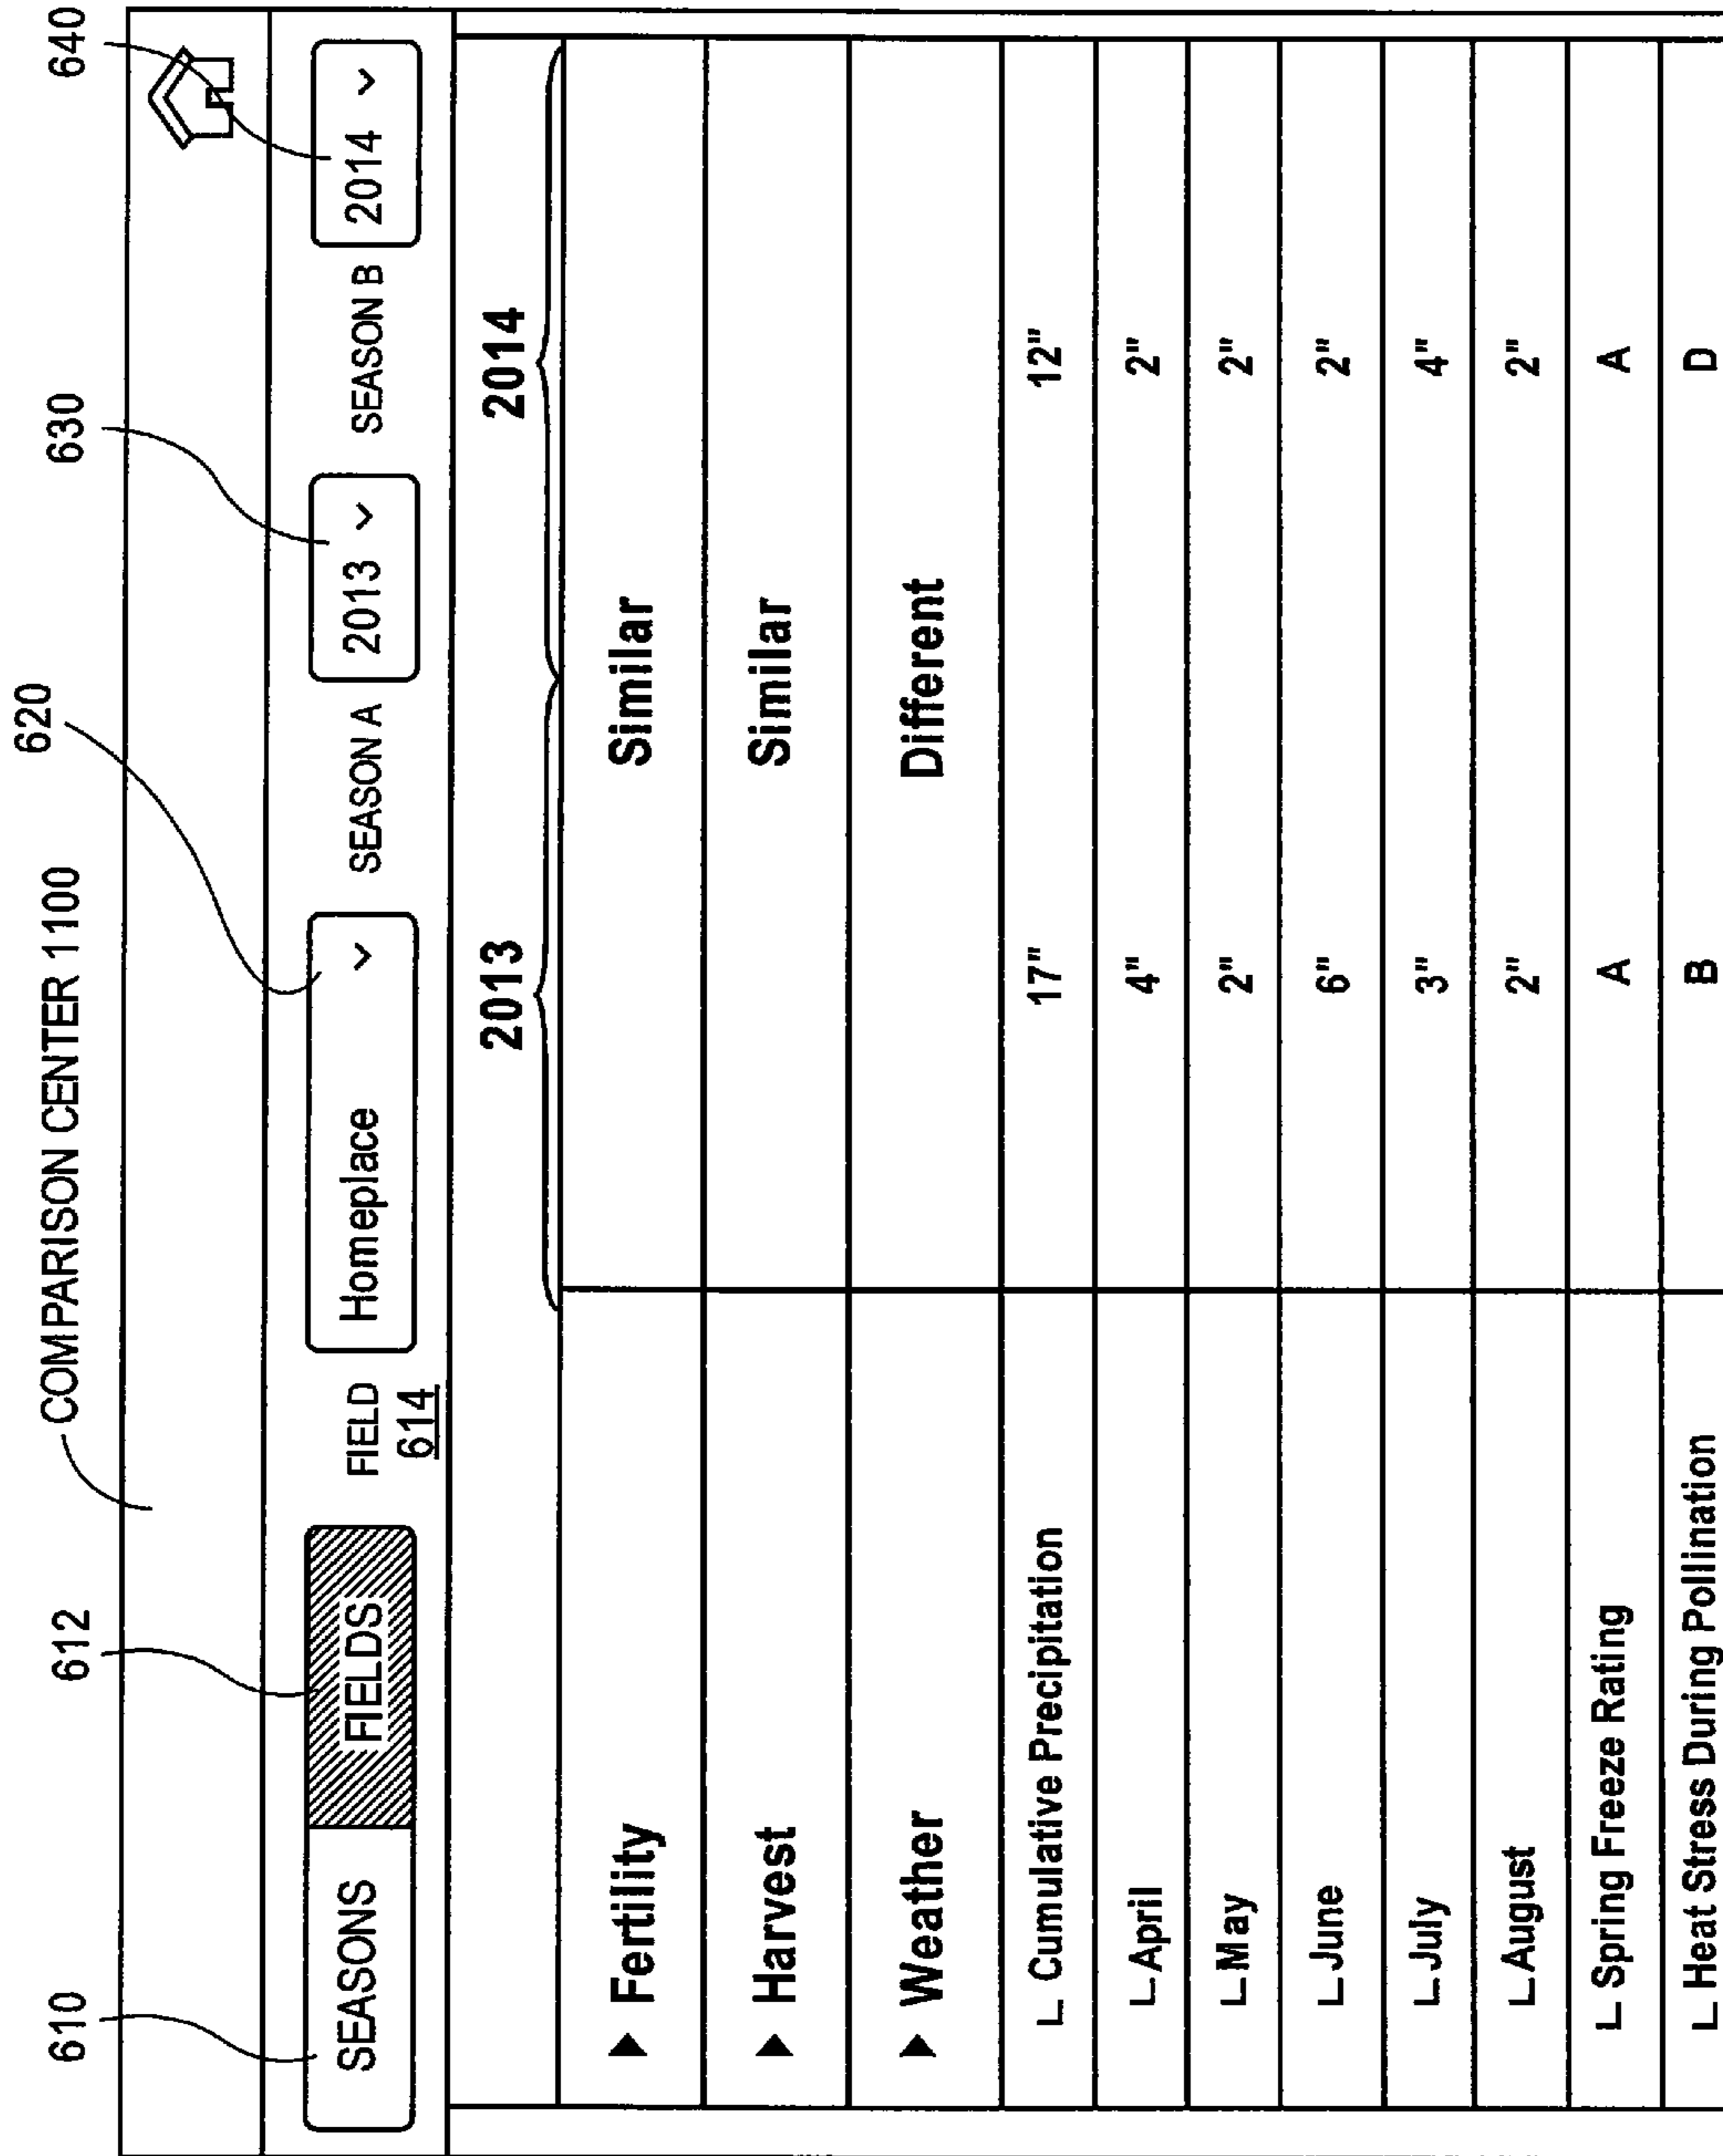 COMPARISON CENTER 1100
610 612 620 630 640
SEASONS FIELDS FIELD Homeplace SEASON A 2013 SEASON B 2014
614
2013 2014
Fertility Similar
Harvest Similar
Weather Different
Cumulative Precipitation 17" 12"
April 4" 2"
May 2" 2"
June 6" 2"
July 3" 4"
August 2" 2"
Spring Freeze Rating A A
Heat Stress During Pollination B D